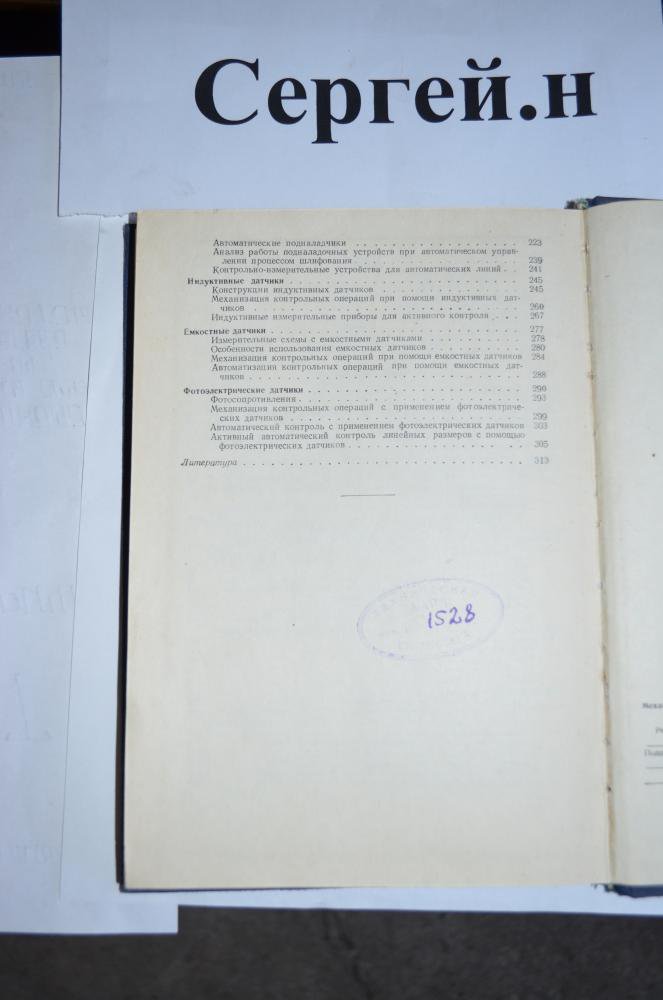 Сергей.н
Автоматические подналадчики . . . . . . . . . . . . . . . . 223
Анализ работы подналадочных устройств при автоматическом управ-
лении процессом шлифования . . . . . . . . . . . . . . . . 239
Контрольно-измерительные устройства для автоматических линий . . 241
Индуктивные датчики . . . . . . . . . . . . . . . . 245
Конструкции индуктивных датчиков . . . . . . . . . . . . . 245
Механизация контрольных операций при помощи индуктивных дат-
чиков . . . . . . . . . . . . . . . . 260
Индуктивные измерительные приборы для активного контроля . . . 267
Емкостные датчики . . . . . . . . . . . . . . . . 277
Измерительные схемы с емкостными датчиками . . . . . . . . 278
Особенности использования емкостных датчиков . . . . . . . . 280
Механизация контрольных операций при помощи емкостных датчиков 284
Автоматизация контрольных операций при помощи емкостных дат-
чиков . . . . . . . . . . . . . . . . 288
Фотоэлектрические датчики . . . . . . . . . . . . . . . . 290
Фотосопротивления . . . . . . . . . . . . . . . . 293
Механизация контрольных операций с применением фотоэлектриче-
ских датчиков . . . . . . . . . . . . . . . . 299
Автоматический контроль с применением фотоэлектрических датчиков 303
Активный автоматический контроль линейных размеров с помощью
фотоэлектрических датчиков . . . . . . . . . . . . . . 305
Литература . . . . . . . . . . . . . . . . 313
1528